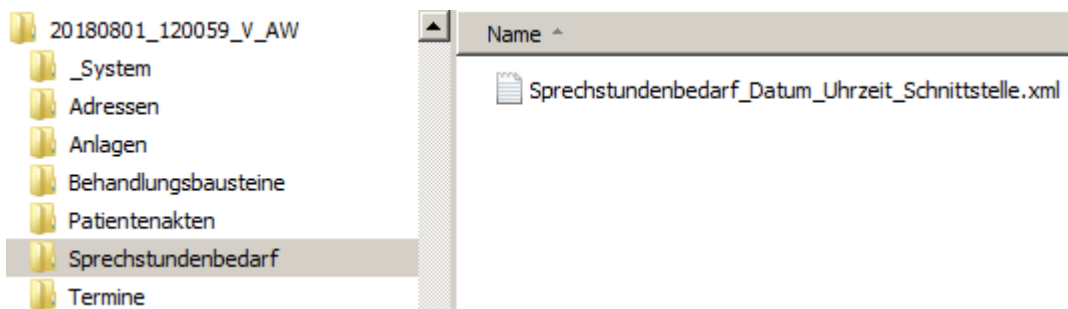 20180801_120059_V_AW
_System
Adressen
Anlagen
Behandlungsbausteine
Patientenakten
Sprechstundenbedarf
Termine
Name
Sprechstundenbedarf_Datum_Uhrzeit_Schnittstelle.xml